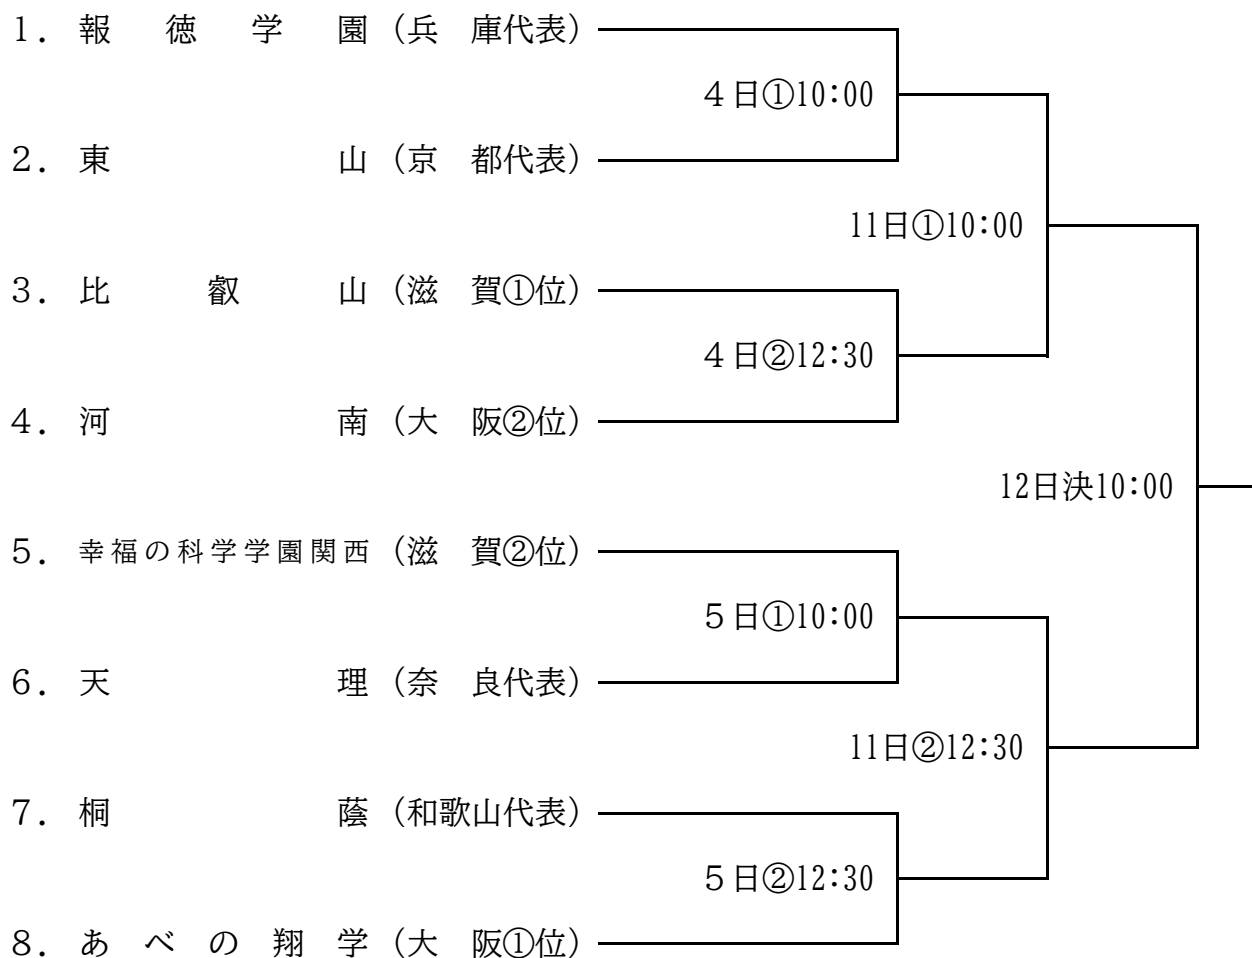 1. 報徳学園（兵 庫代表）
4日①10:00
2. 東山（京 都代表）
11日①10:00
3. 比叡山（滋 賀①位）
4日②12:30
4. 河南（大 阪②位）
12日決10:00
5. 幸福の科学学園関西（滋 賀②位）
5日①10:00
6. 天理（奈 良代表）
11日②12:30
7. 桐蔭（和歌山代表）
5日②12:30
8. あべの翔学（大 阪①位）